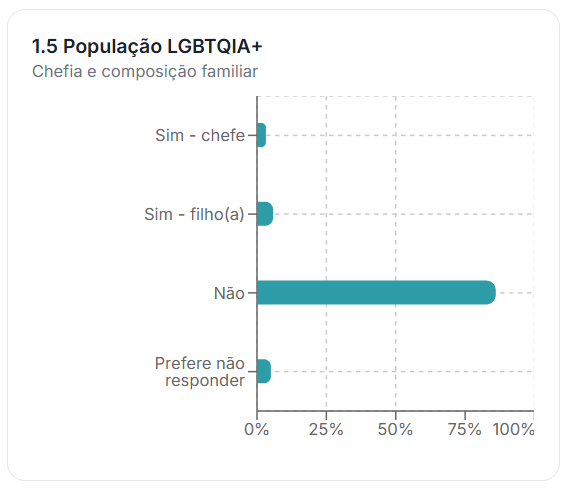 1.5 População LGBTQIA+
Chefia e composição familiar
Sim - chefe
Sim - filho(a)
Não
Prefere não
responder
0% 25% 50% 75% 100%